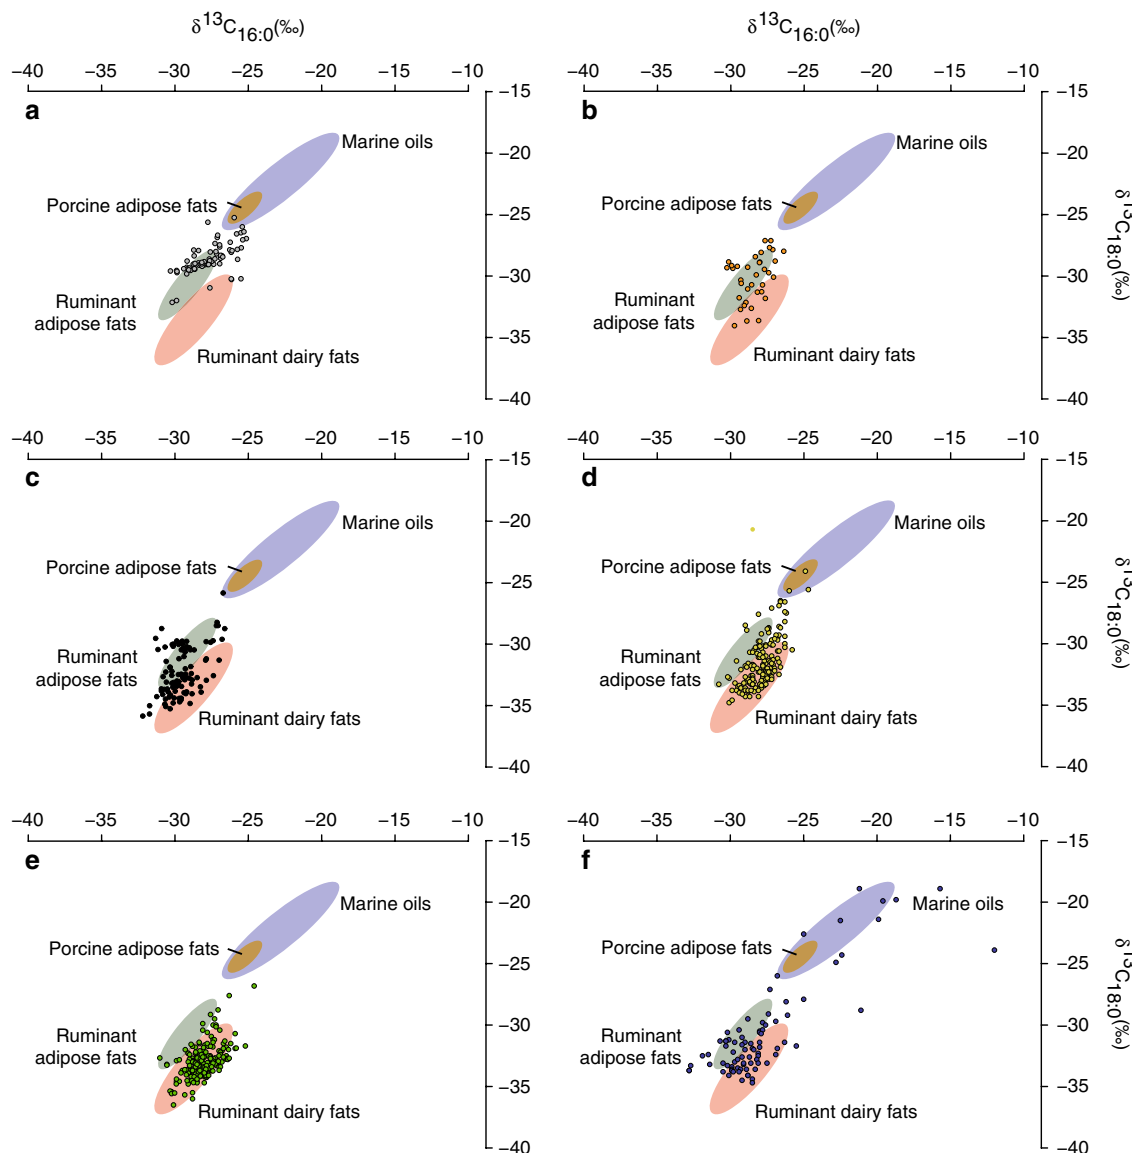 δ13C16:0(‰) δ13C16:0(‰)
−40 −35 −30 −25 −20 −15 −10 −40 −35 −30 −25 −20 −15 −10
a
−15
−20
−25
−30
−35
−40
Marine oils
Porcine adipose fats
Ruminant
adipose fats
Ruminant dairy fats
b
−15
−20
−25
−30
−35
−40
Marine oils
Porcine adipose fats
Ruminant
adipose fats
Ruminant dairy fats
δ13C18:0(‰)
−40 −35 −30 −25 −20 −15 −10 −40 −35 −30 −25 −20 −15 −10
c
−15
−20
−25
−30
−35
−40
Marine oils
Porcine adipose fats
Ruminant
adipose fats
Ruminant dairy fats
d
−15
−20
−25
−30
−35
−40
Marine oils
Porcine adipose fats
Ruminant
adipose fats
Ruminant dairy fats
δ13C18:0(‰)
−40 −35 −30 −25 −20 −15 −10 −40 −35 −30 −25 −20 −15 −10
e
−15
−20
−25
−30
−35
−40
Marine oils
Porcine adipose fats
Ruminant
adipose fats
Ruminant dairy fats
f
−15
−20
−25
−30
−35
−40
Marine oils
Porcine adipose fats
Ruminant
adipose fats
Ruminant dairy fats
δ13C18:0(‰)